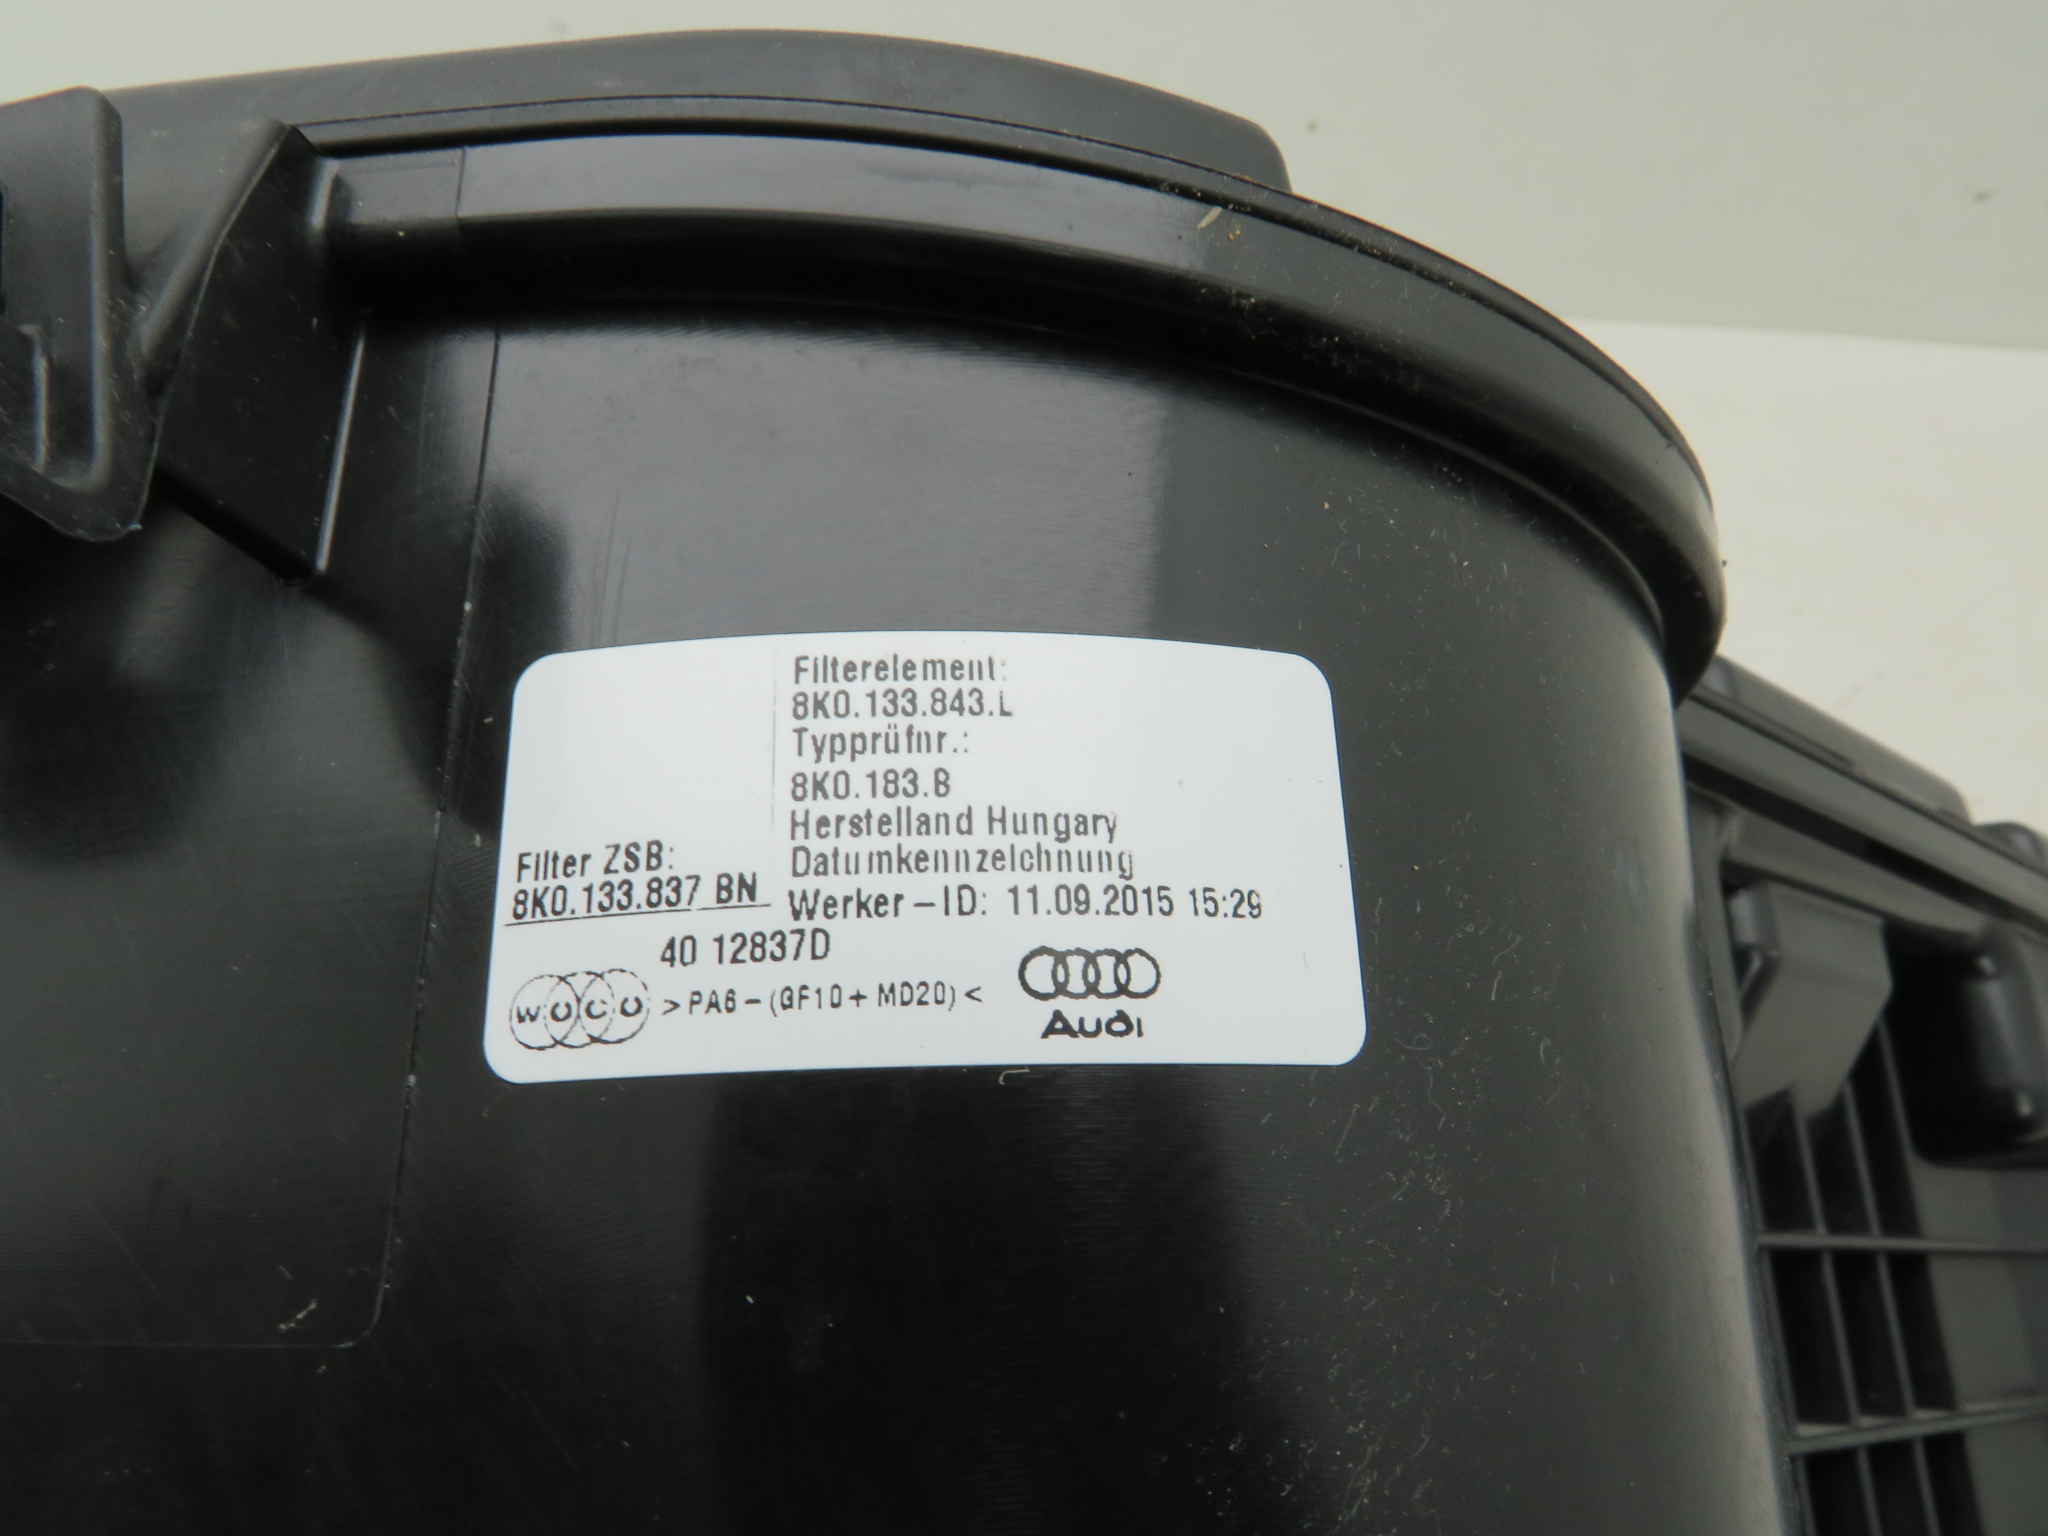 Filterelement:
8K0.133.843.L
Typprüfnr.:
8K0.183.B
Herstelland Hungary
Datumkennzeichnung
Werker-ID: 11.09.2015 15:29
Filter ZSB:
8K0.133.837 BN
40 12837D
WOCO >PA6-(GF10+MD20)<
Audi